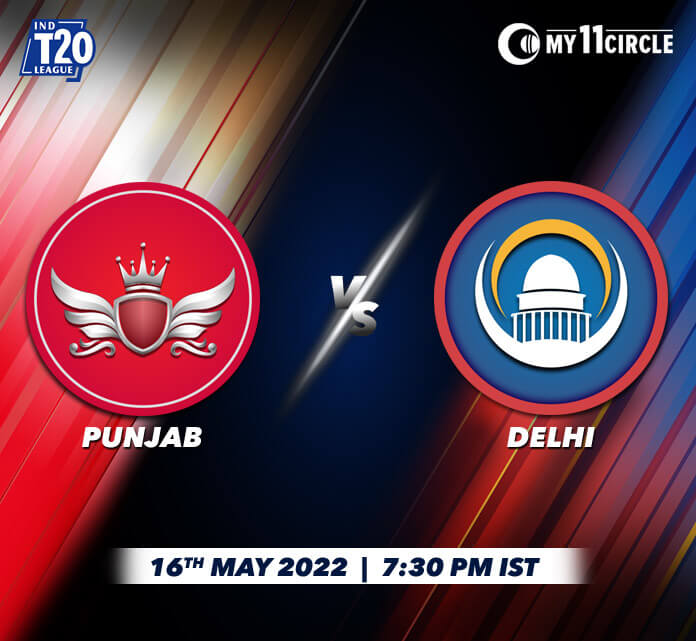 IND
T20
LEAGUE
MY11CIRCLE
VS
PUNJAB
DELHI
16TH MAY 2022 | 7:30 PM IST